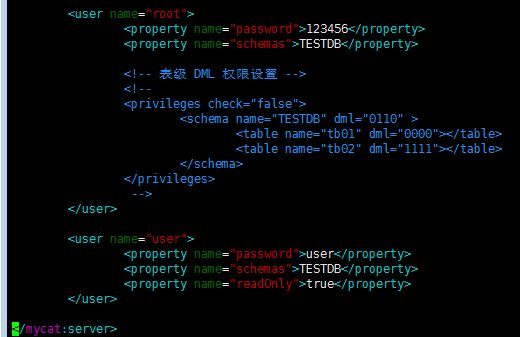 <user name="root">
<property name="password">123456</property>
<property name="schemas">TESTDB</property>
<!-- 表级 DML 权限设置 -->
<!--
<privileges check="false">
<schema name="TESTDB" dml="0110" >
<table name="tb01" dml="0000"></table>
<table name="tb02" dml="1111"></table>
</schema>
</privileges>
-->
</user>
<user name="user">
<property name="password">user</property>
<property name="schemas">TESTDB</property>
<property name="readOnly">true</property>
</user>
</mycat:server>